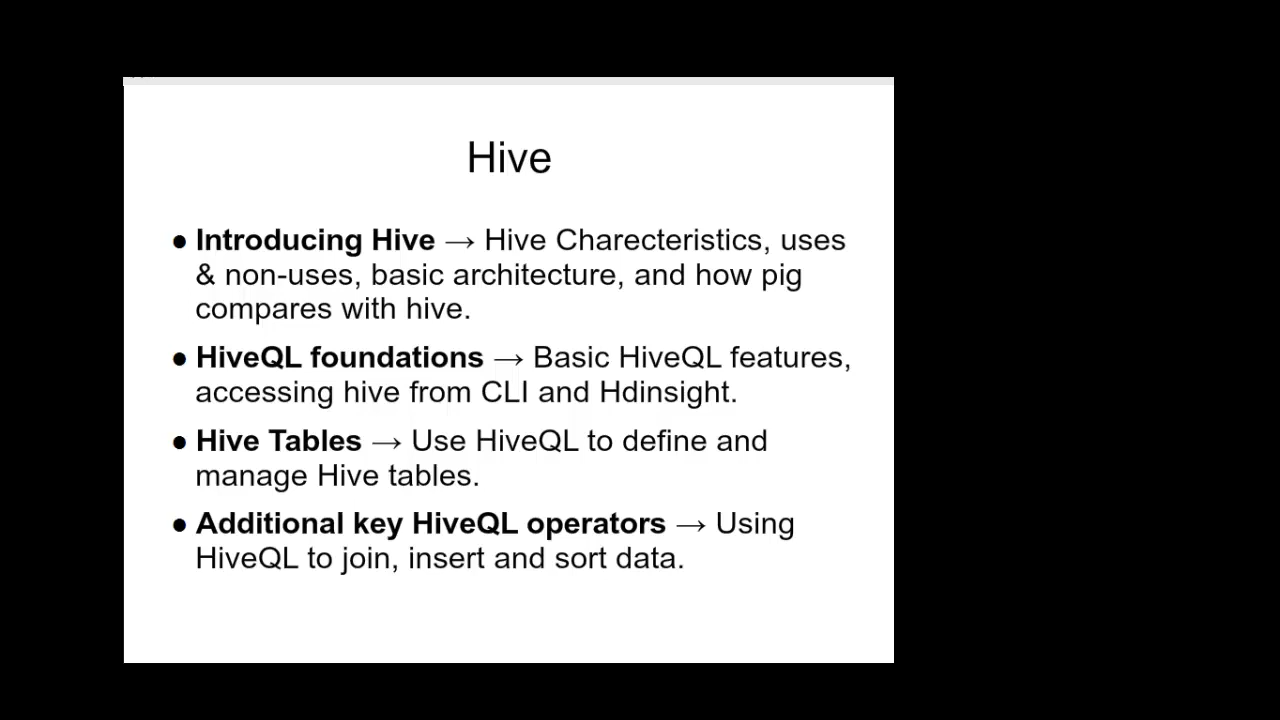 Hive
● Introducing Hive → Hive Charecteristics, uses
& non-uses, basic architecture, and how pig
compares with hive.
● HiveQL foundations → Basic HiveQL features,
accessing hive from CLI and Hdinsight.
● Hive Tables → Use HiveQL to define and
manage Hive tables.
● Additional key HiveQL operators → Using
HiveQL to join, insert and sort data.